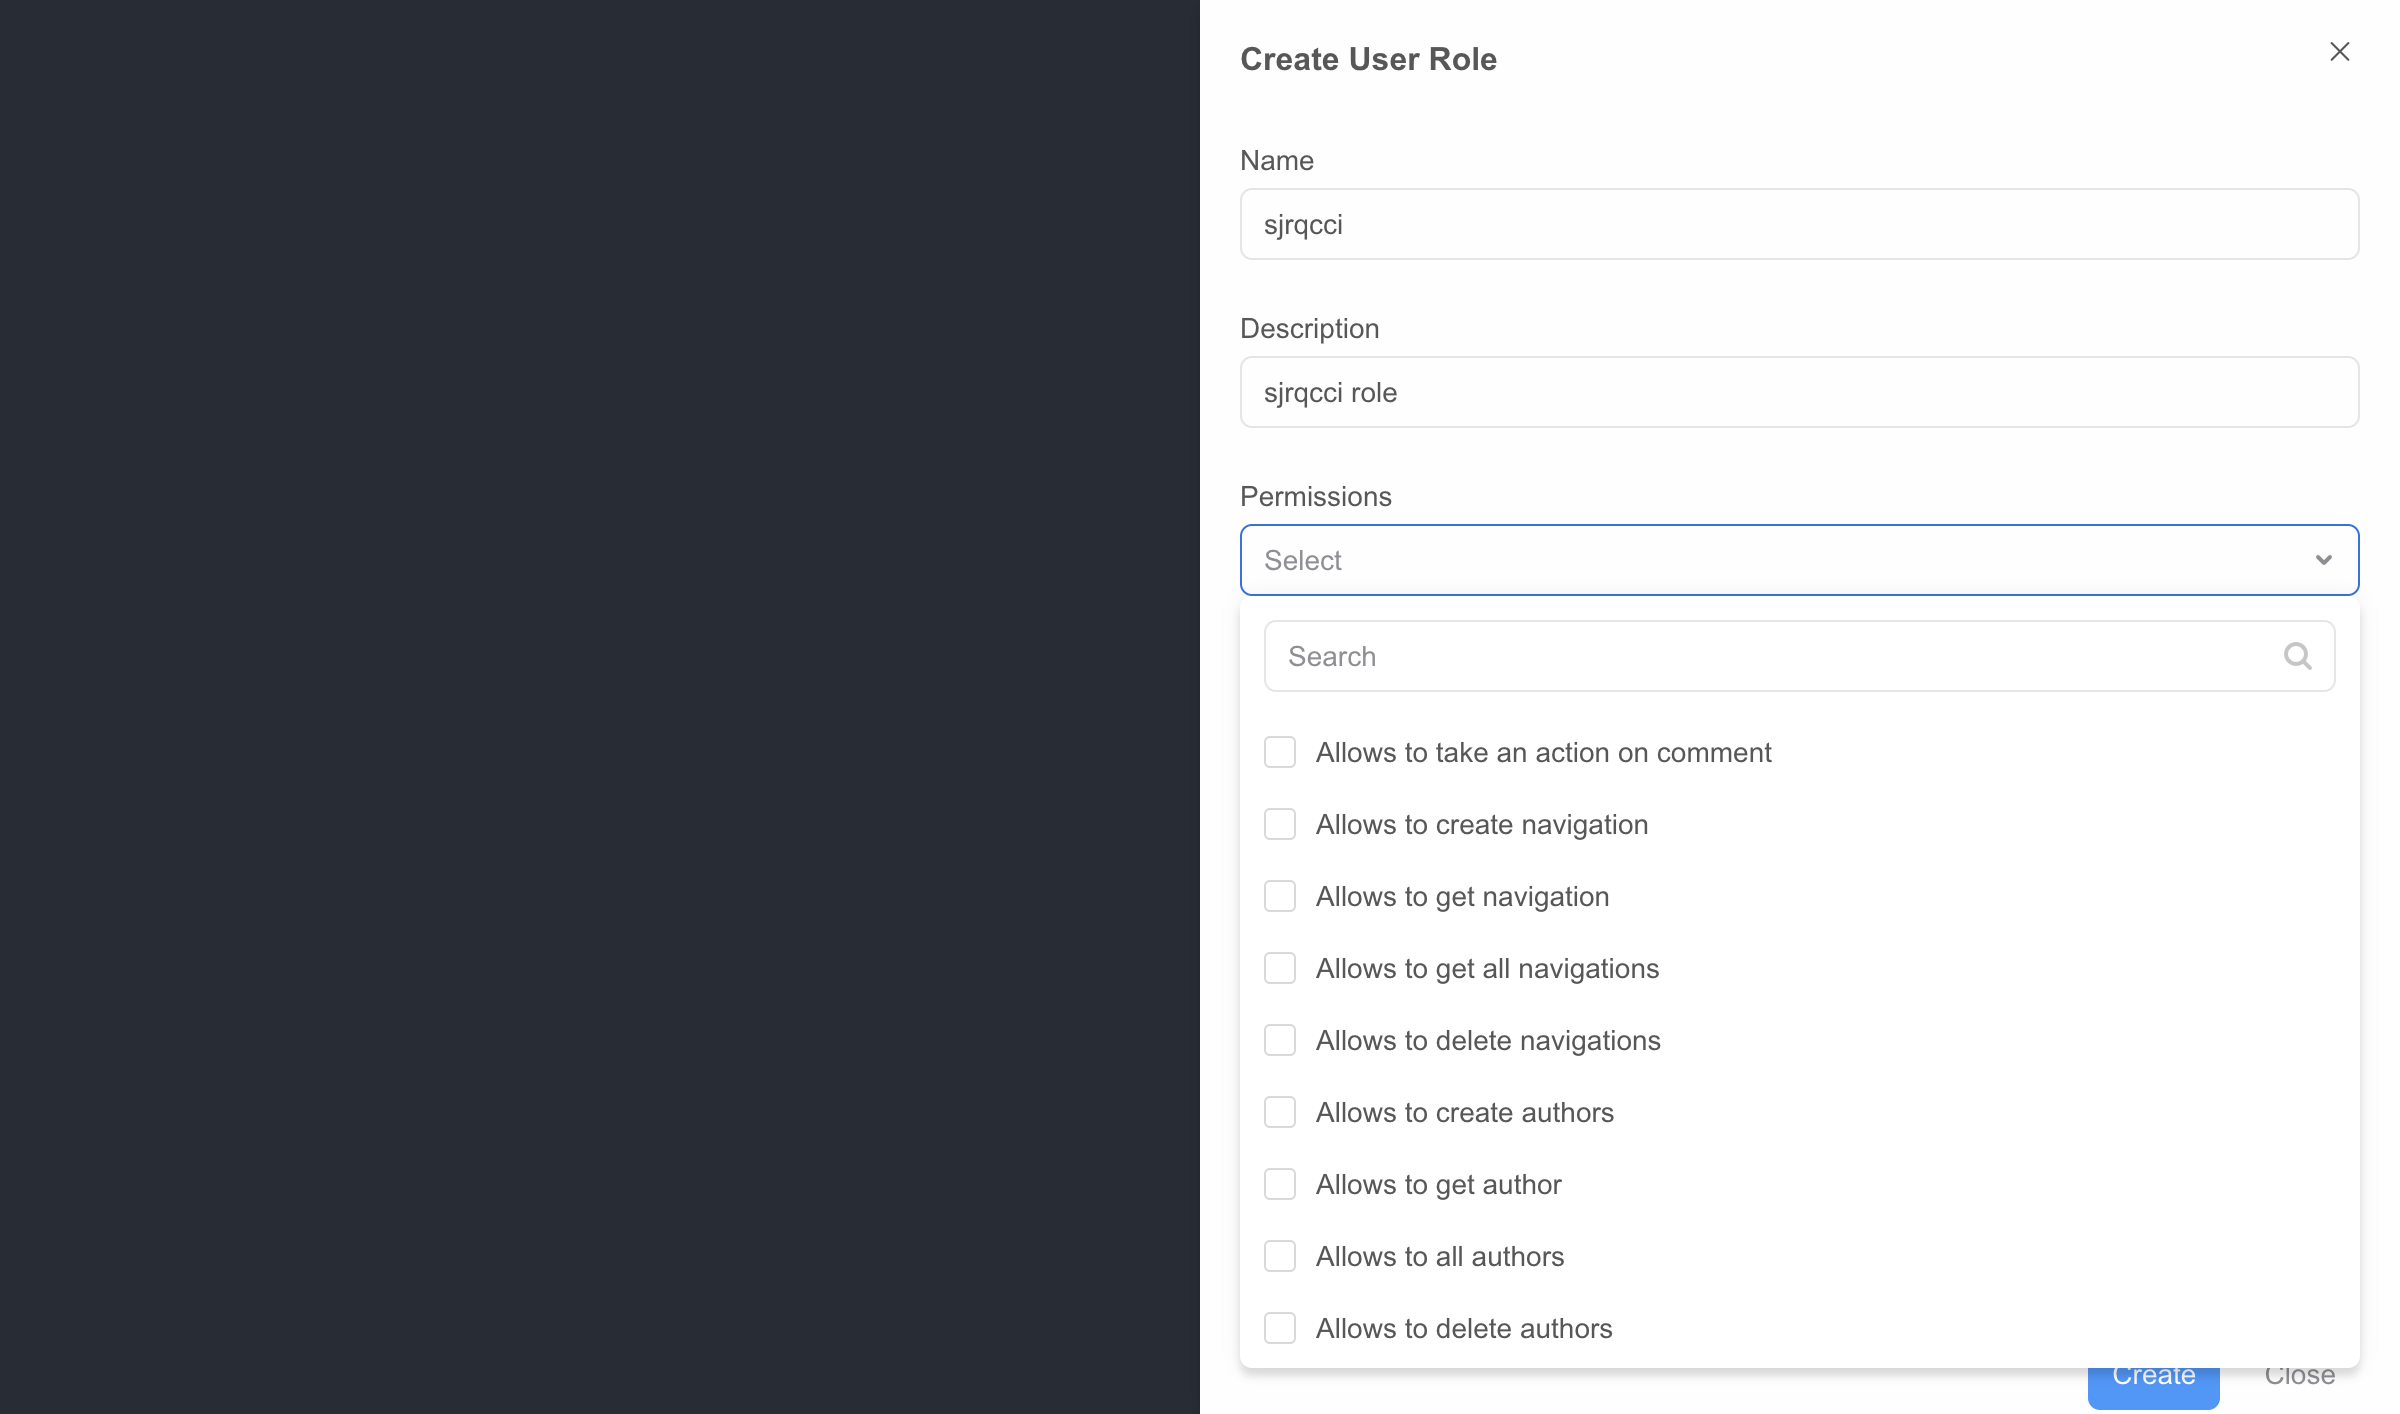 Create User Role
Name
sjrqcci
Description
sjrqcci role
Permissions
Select
Search
Allows to take an action on comment
Allows to create navigation
Allows to get navigation
Allows to get all navigations
Allows to delete navigations
Allows to create authors
Allows to get author
Allows to all authors
Allows to delete authors
Create
Close